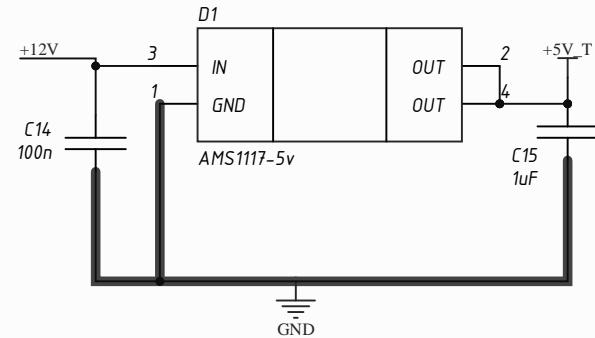 D1
+12V
3
IN
OUT
2
+5V_T
1
GND
OUT
4
C14
100n
AMS1117-5v
C15
1uF
GND